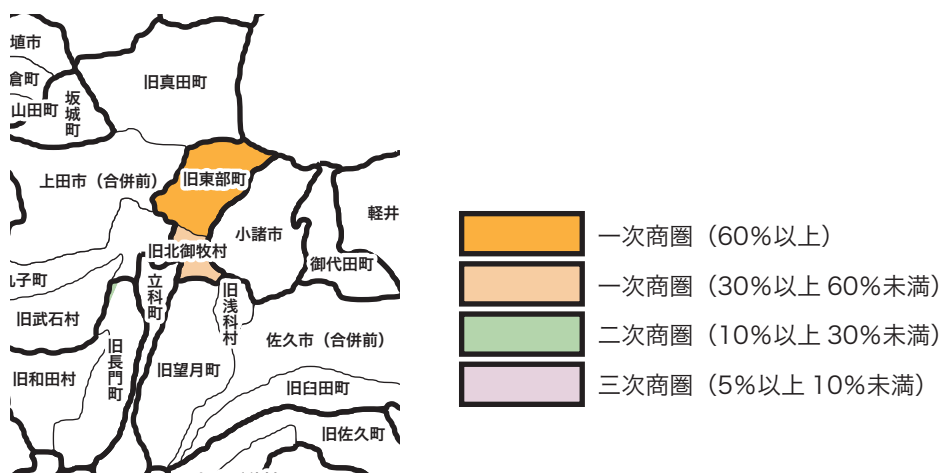 埴市
倉町
山田町
坂城町
旧真田町
上田市（合併前）
旧東部町
小諸市
軽井
旧北御牧村
御代田町
子町
立科町
旧浅科村
旧武石村
佐久市（合併前）
旧長門町
旧望月町
旧和田村
旧臼田町
旧佐久町
一次商圏（60%以上）
一次商圏（30%以上 60%未満）
二次商圏（10%以上 30%未満）
三次商圏（5%以上 10%未満）